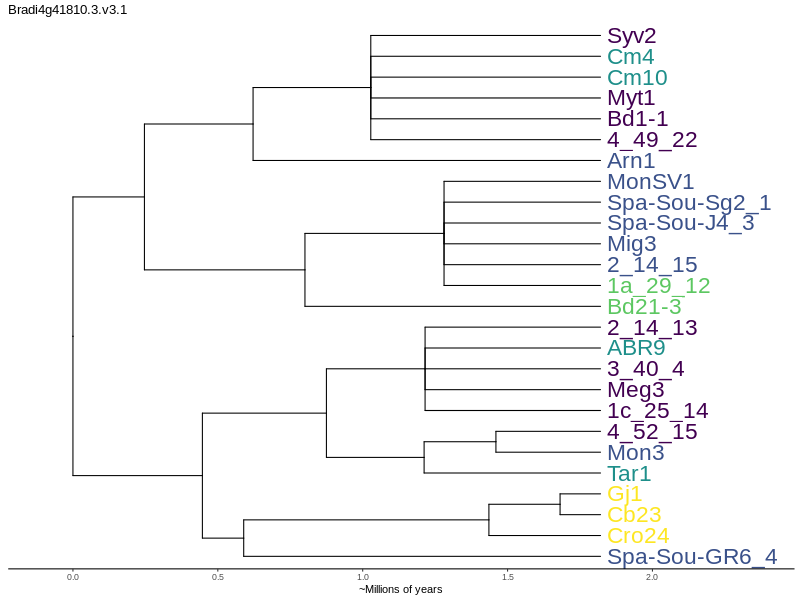 Bradi4g41810.3.v3.1
Syv2
Cm4
Cm10
Myt1
Bd1-1
4_49_22
Arn1
MonSV1
Spa-Sou-Sg2_1
Spa-Sou-J4_3
Mig3
2_14_15
1a_29_12
Bd21-3
2_14_13
ABR9
3_40_4
Meg3
1c_25_14
4_52_15
Mon3
Tar1
Gj1
Cb23
Cro24
Spa-Sou-GR6_4
0.0 0.5 1.0 1.5 2.0
~Millions of years